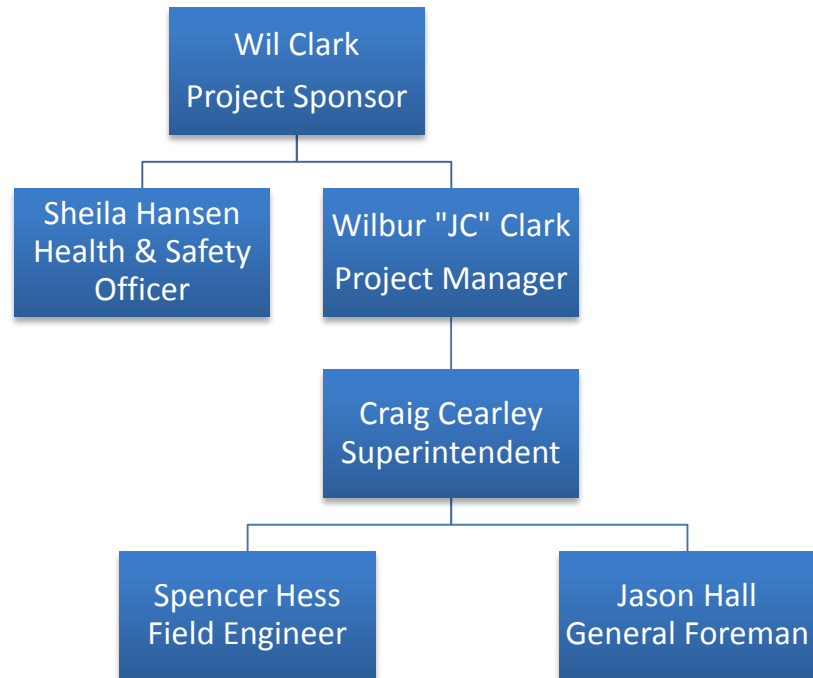 Wil Clark
Project Sponsor
Sheila Hansen
Health & Safety
Officer
Wilbur "JC" Clark
Project Manager
Craig Cearley
Superintendent
Spencer Hess
Field Engineer
Jason Hall
General Foreman